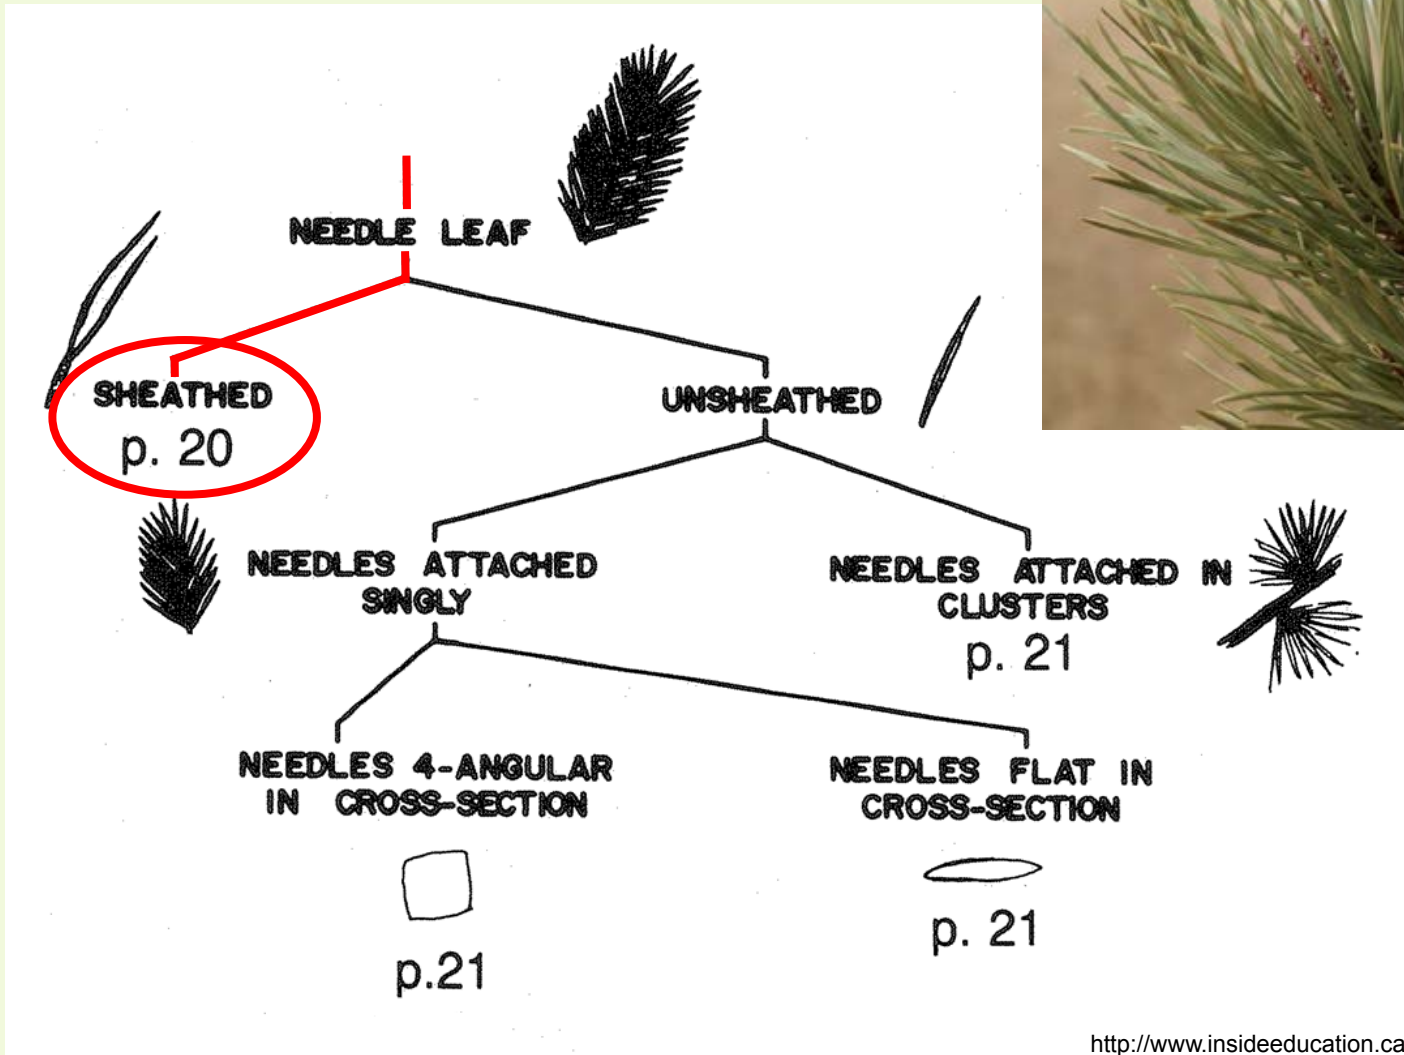 NEEDLE LEAF
SHEATHED
p. 20
UNSHEATHED
NEEDLES ATTACHED
SINGLY
NEEDLES ATTACHED IN
CLUSTERS
p. 21
NEEDLES 4-ANGULAR
IN CROSS-SECTION
p.21
NEEDLES FLAT IN
CROSS-SECTION
p. 21
http://www.insideeducation.ca